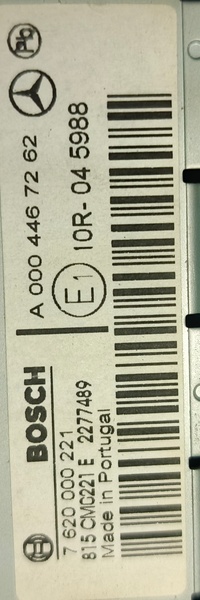 BOSCH
7 620 000 221
815 CMG221 E 2277489
Made in Portugal
A 000 446 72 62
E1 10R-04 5988
Pb